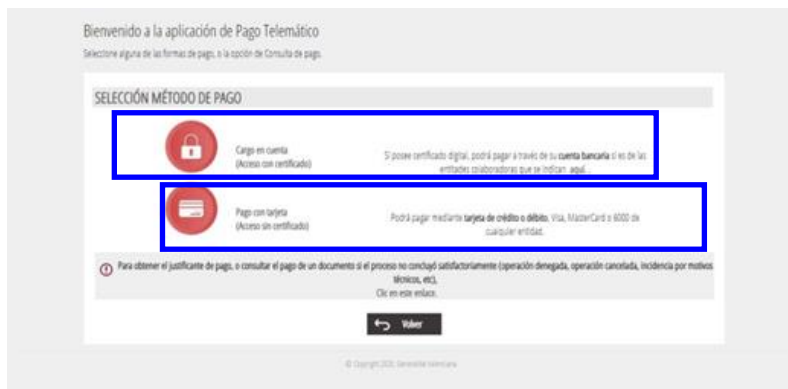 Bienvenido a la aplicación de Pago Telemático
Seleccione alguna de las formas de pago, o la opción de Consulta de pago.
SELECCIÓN MÉTODO DE PAGO
Cargo en cuenta
(Acceso con certificado)
Si posee certificado digital, podrá pagar a través de su cuenta bancaria si es de las
entidades colaboradoras que se indican aquí.
Pago con tarjeta
(Acceso sin certificado)
Podrá pagar mediante tarjeta de crédito o débito, Visa, MasterCard o 6000 de
cualquier entidad.
Para obtener el justificante de pago, o consultar el pago de un documento si el proceso no concluyó satisfactoriamente (operación denegada, operación cancelada, incidencia por motivos
técnicos, etc),
Clic en este enlace.
Volver
© Copyright 2020, Generalitat Valenciana